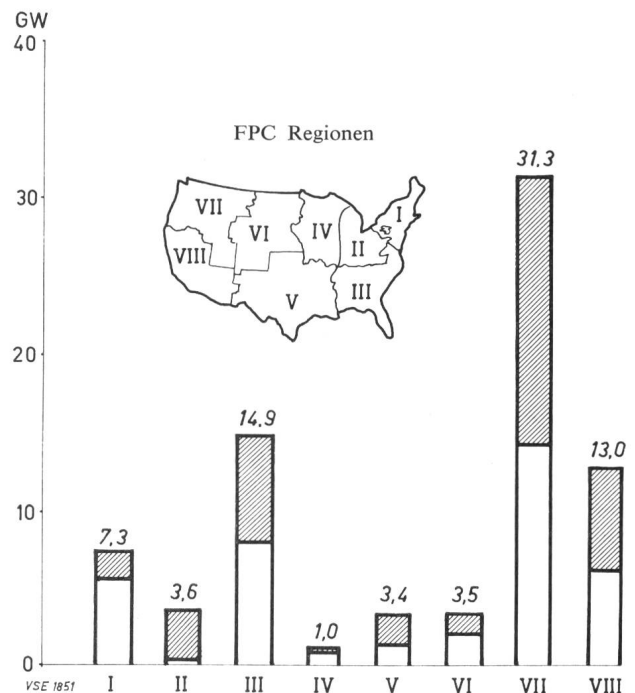 GW
40
30
20
10
0
FPC Regionen
I
II
III
IV
V
VI
VII
VIII
7,3
3,6
14.9
1,0
3,4
3,5
31,3
13,0
I II III IV V VI VII VIII
VSE 1851